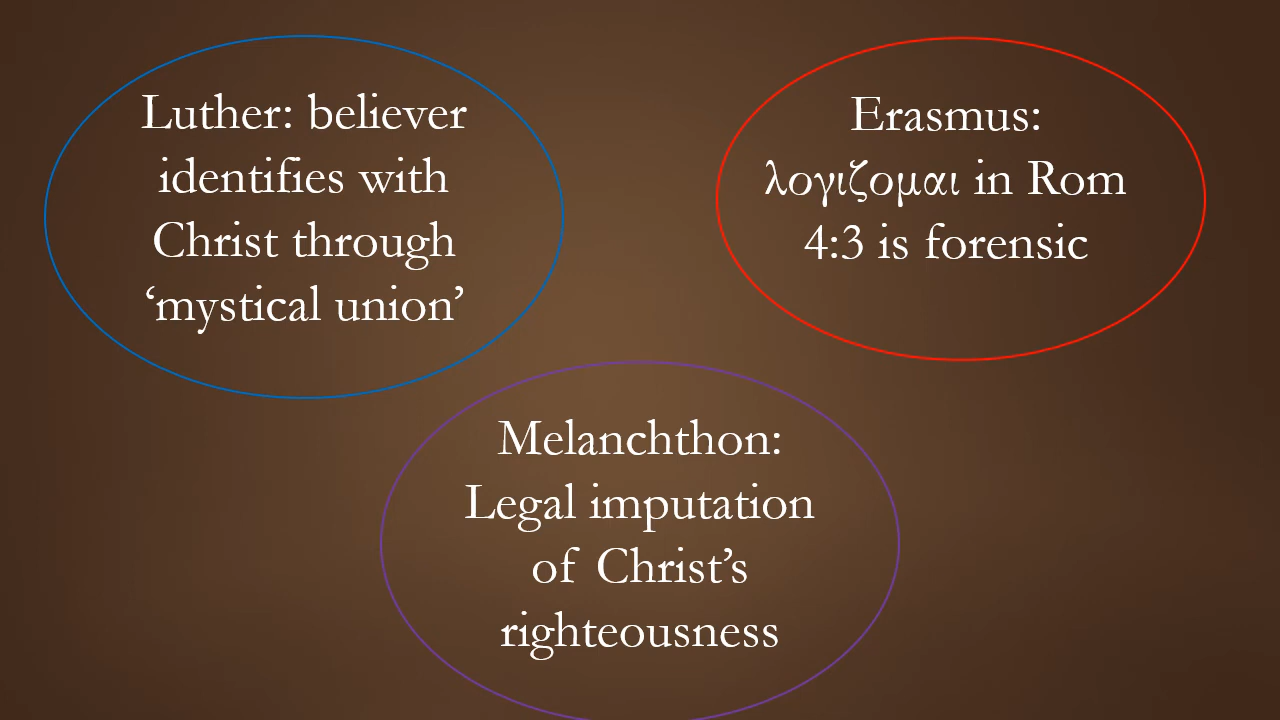 Luther: believer
identifies with
Christ through
‘mystical union’
Erasmus:
λογιζομαι in Rom
4:3 is forensic
Melanchthon:
Legal imputation
of Christ’s
righteousness